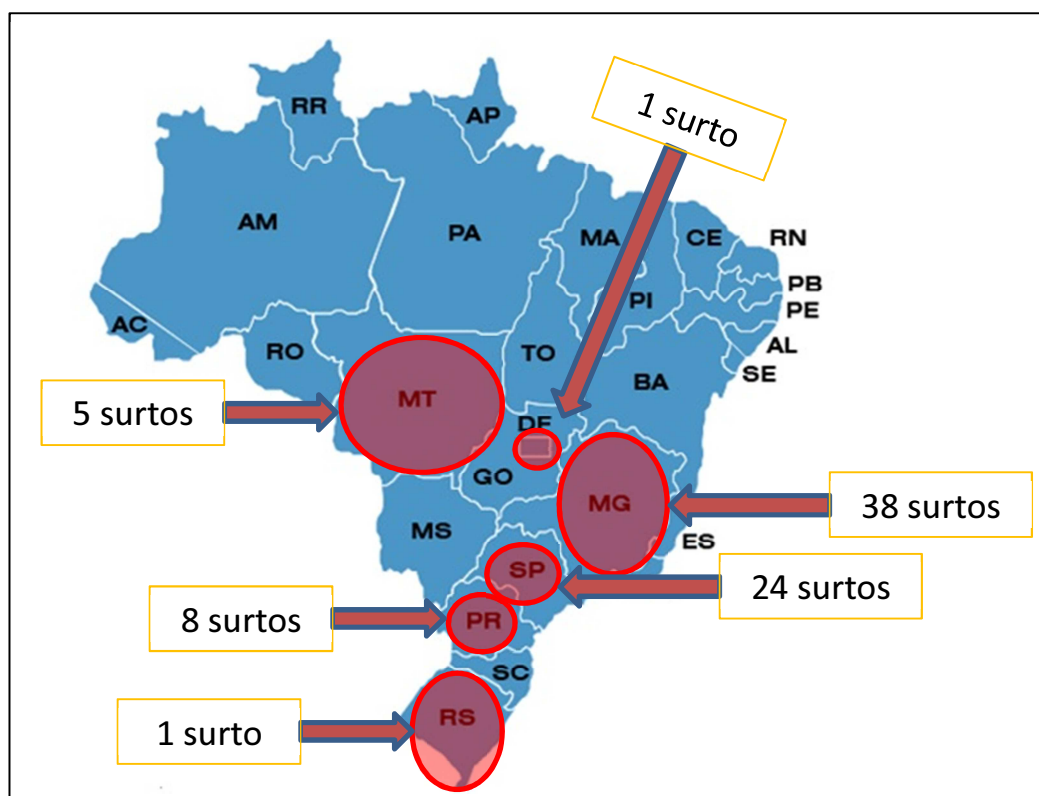 1 surto
RR
AP
AM
PA
MA
CE
RN
PI
PB
PE
AC
AL
RO
TO
SE
BA
MT
5 surtos
DF
GO
MG
38 surtos
MS
ES
SP
24 surtos
8 surtos
PR
SC
RS
1 surto